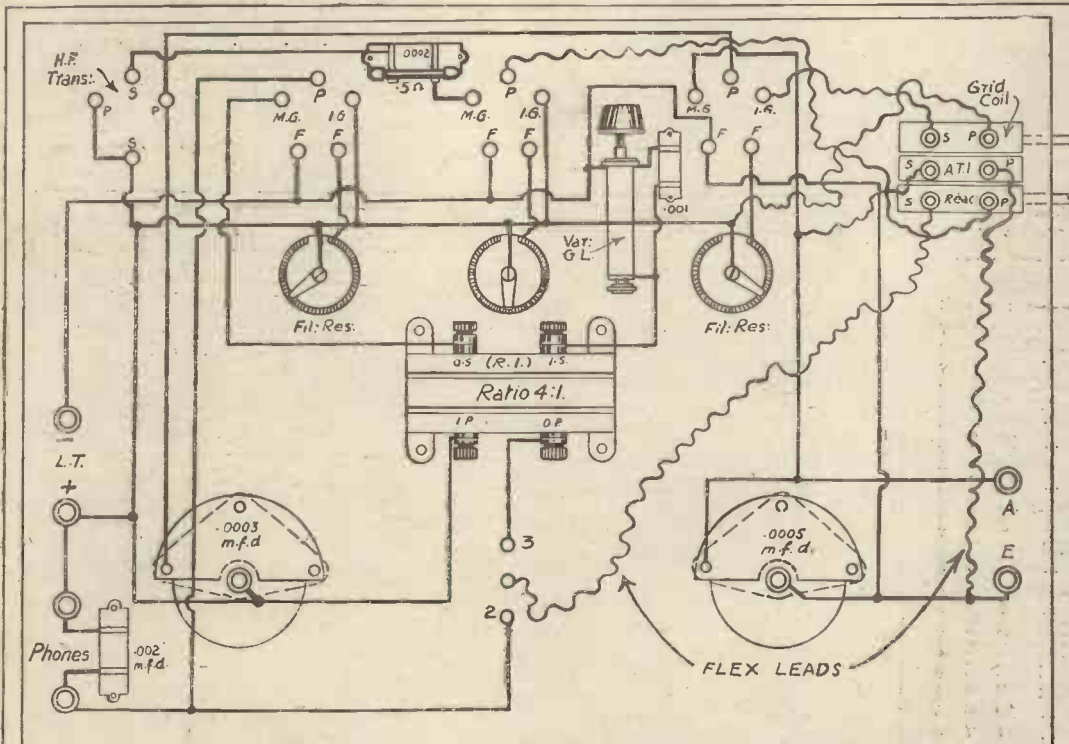 H.F.
Trans:
S
P
P
S
.0002
.5Ω
P
M.G.
I.G.
F
F
P
M.G.
I.G.
F
F
P
M.G.
I.G.
F
F
Grid
Coil
S
P
S
A.T.I
P
S
Reac
P
.001
Var:
G.L.
Fil: Res:
Fil: Res:
O.S
(R.I.)
I.S.
Ratio 4:1.
I.P
O.P.
−
L.T.
+
.0003
m.f.d
3
2
.0005
m.f.d.
A.
E
Phones
.002
m.f.d.
FLEX LEADS